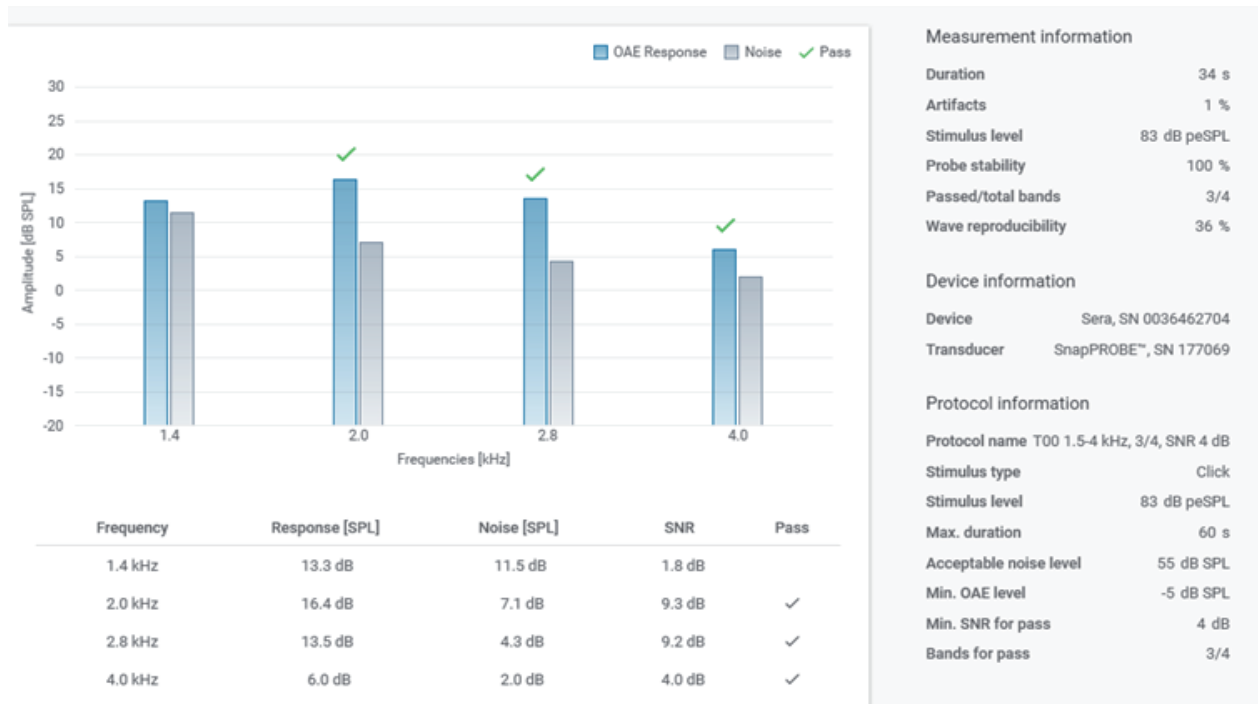 OAE Response Noise Pass
30
25
20
15
10
5
0
-5
-10
-15
-20
Amplitude [dB SPL]
1.4 2.0 2.8 4.0
Frequencies [kHz]
Frequency Response [SPL] Noise [SPL] SNR Pass
1.4 kHz 13.3 dB 11.5 dB 1.8 dB
2.0 kHz 16.4 dB 7.1 dB 9.3 dB
2.8 kHz 13.5 dB 4.3 dB 9.2 dB
4.0 kHz 6.0 dB 2.0 dB 4.0 dB
Measurement information
Duration 34 s
Artifacts 1 %
Stimulus level 83 dB peSPL
Probe stability 100 %
Passed/total bands 3/4
Wave reproducibility 36 %
Device information
Device Sera, SN 0036462704
Transducer SnapPROBE™, SN 177069
Protocol information
Protocol name T00 1.5-4 kHz, 3/4, SNR 4 dB
Stimulus type Click
Stimulus level 83 dB peSPL
Max. duration 60 s
Acceptable noise level 55 dB SPL
Min. OAE level -5 dB SPL
Min. SNR for pass 4 dB
Bands for pass 3/4